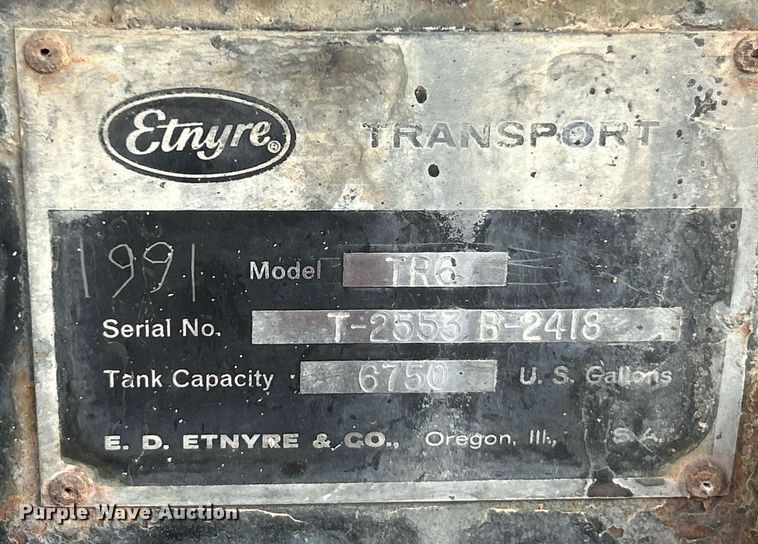 Etnyre® TRANSPORT
1991 Model TR6
Serial No. T-2553 B-2418
Tank Capacity 6750 U. S. Gallons
E. D. ETNYRE & CO., Oregon, Ill., S.A.
Purple Wave Auction